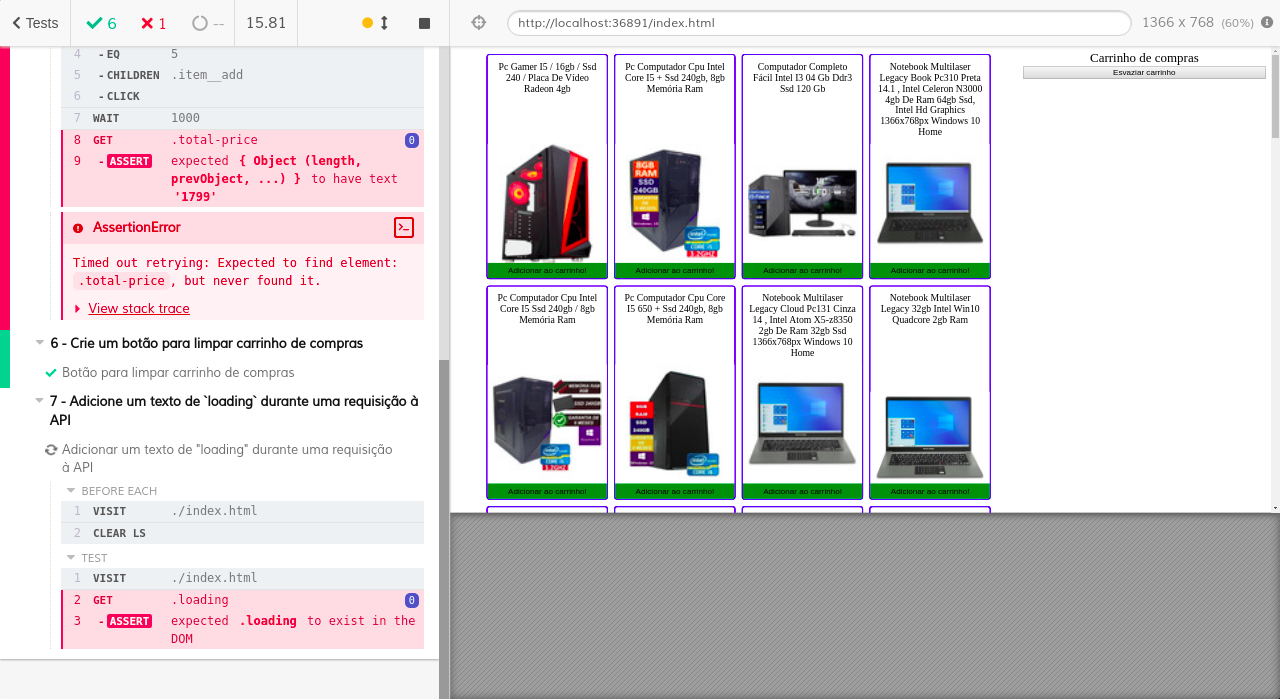 Tests
6
1
--
15.81
http://localhost:36891/index.html
1366 x 768 (60%)
4 - EQ 5
5 - CHILDREN .item__add
6 - CLICK
7 WAIT 1000
8 GET .total-price 0
9 - ASSERT expected { Object (length,
prevObject, ...) } to have text
'1799'
AssertionError
Timed out retrying: Expected to find element:
.total-price, but never found it.
View stack trace
6 - Crie um botão para limpar carrinho de compras
Botão para limpar carrinho de compras
7 - Adicione um texto de `loading` durante uma requisição à
API
Adicionar um texto de "loading" durante uma requisição
à API
BEFORE EACH
1 VISIT ./index.html
2 CLEAR LS
TEST
1 VISIT ./index.html
2 GET .loading 0
3 - ASSERT expected .loading to exist in the
DOM
Pc Gamer I5 / 16gb / Ssd
240 / Placa De Vídeo
Radeon 4gb
Adicionar ao carrinho!
Pc Computador Cpu Intel
Core I5 + Ssd 240gb, 8gb
Memória Ram
8GB
RAM
SSD
240GB
Adicionar ao carrinho!
Computador Completo
Fácil Intel I3 04 Gb Ddr3
Ssd 120 Gb
Adicionar ao carrinho!
Notebook Multilaser
Legacy Book Pc310 Preta
14.1 , Intel Celeron N3000
4gb De Ram 64gb Ssd,
Intel Hd Graphics
1366x768px Windows 10
Home
Adicionar ao carrinho!
Carrinho de compras
Esvaziar carrinho
Pc Computador Cpu Intel
Core I5 Ssd 240gb / 8gb
Memória Ram
Adicionar ao carrinho!
Pc Computador Cpu Core
I5 650 + Ssd 240gb, 8gb
Memória Ram
Adicionar ao carrinho!
Notebook Multilaser
Legacy Cloud Pc131 Cinza
14 , Intel Atom X5-z8350
2gb De Ram 32gb Ssd
1366x768px Windows 10
Home
Adicionar ao carrinho!
Notebook Multilaser
Legacy 32gb Intel Win10
Quadcore 2gb Ram
Adicionar ao carrinho!